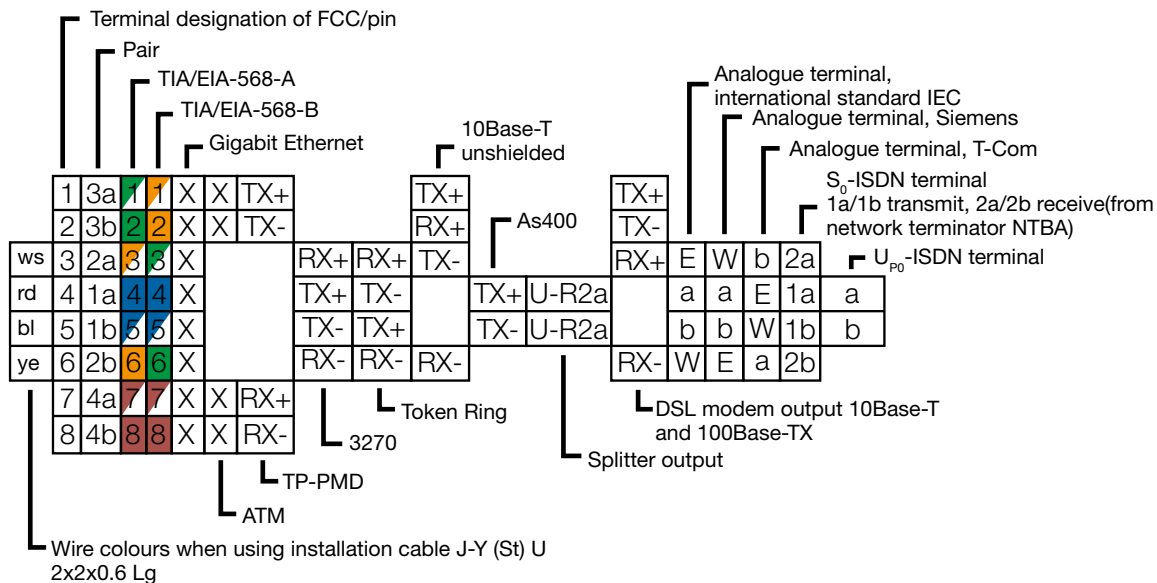 Terminal designation of FCC/pin
Pair
TIA/EIA-568-A
TIA/EIA-568-B
Gigabit Ethernet
10Base-T
unshielded
As400
Analogue terminal,
international standard IEC
Analogue terminal, Siemens
Analogue terminal, T-Com
S0-ISDN terminal
1a/1b transmit, 2a/2b receive(from
network terminator NTBA)
UP0-ISDN terminal
1 3a 1 1 X X TX+ TX+ TX+
2 3b 2 2 X X TX- RX+ TX-
ws 3 2a 3 3 X RX+ RX+ TX- RX+ E W b 2a
rd 4 1a 4 4 X TX+ TX- TX+ U-R2a a a E 1a a
bl 5 1b 5 5 X TX- TX+ TX- U-R2a b b W 1b b
ye 6 2b 6 6 X RX- RX- RX- RX- W E a 2b
7 4a 7 7 X X RX+
8 4b 8 8 X X RX-
Token Ring
3270
TP-PMD
ATM
DSL modem output 10Base-T
and 100Base-TX
Splitter output
Wire colours when using installation cable J-Y (St) U
2x2x0.6 Lg